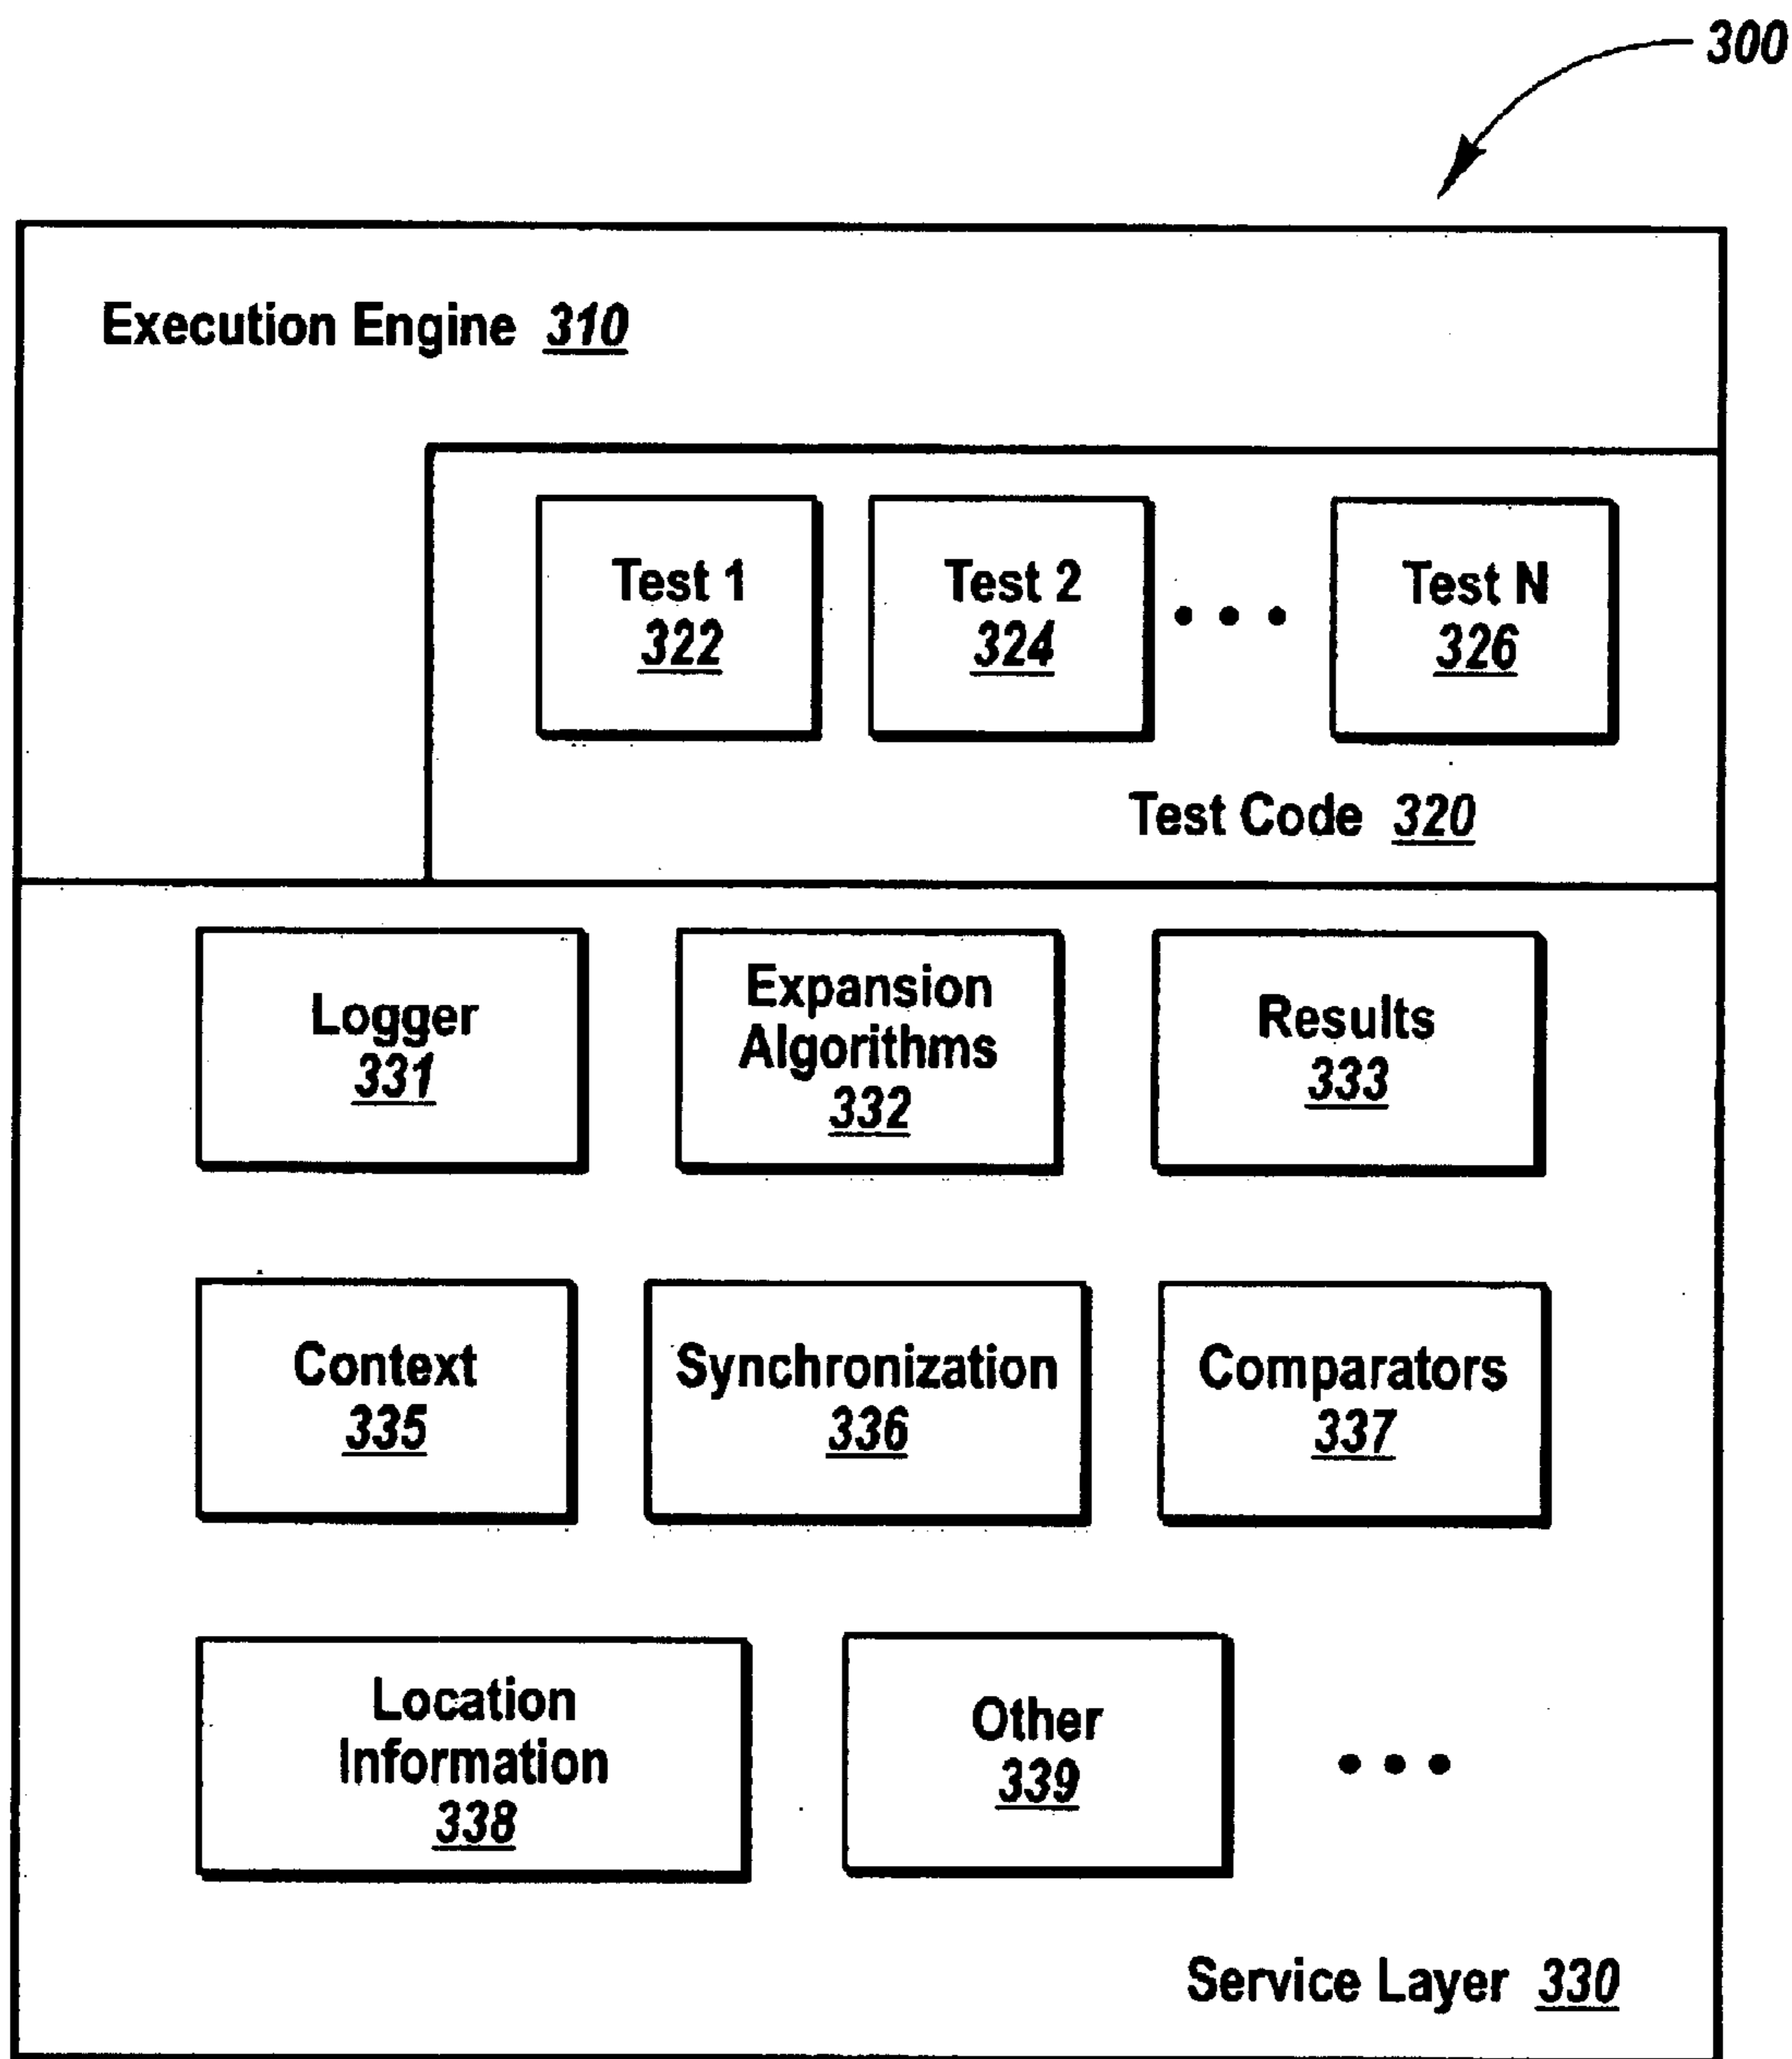 300
Execution Engine 310
Test 1
322
Test 2
324
• • •
Test N
326
Test Code 320
Logger
331
Expansion
Algorithms
332
Results
333
Context
335
Synchronization
336
Comparators
337
Location
Information
338
Other
339
• • •
Service Layer 330